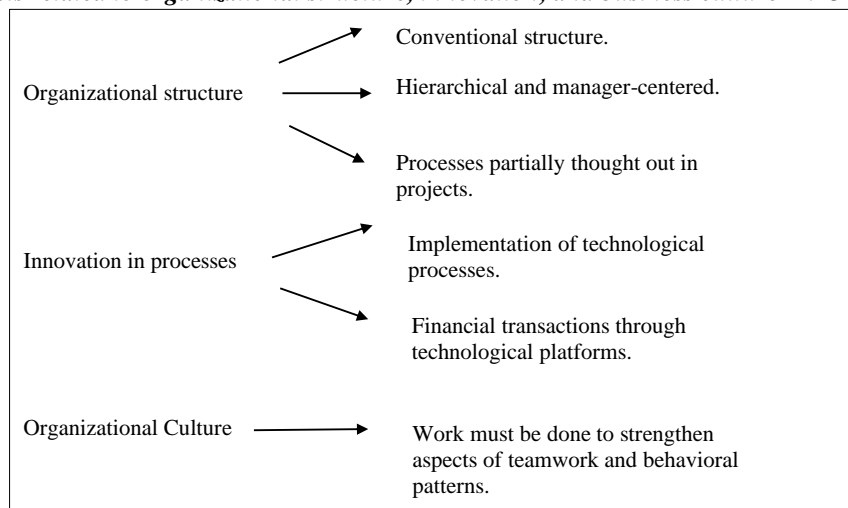 Conventional structure.
Organizational structure
Hierarchical and manager-centered.
Processes partially thought out in
projects.
Innovation in processes
Implementation of technological
processes.
Financial transactions through
technological platforms.
Organizational Culture
Work must be done to strengthen
aspects of teamwork and behavioral
patterns.